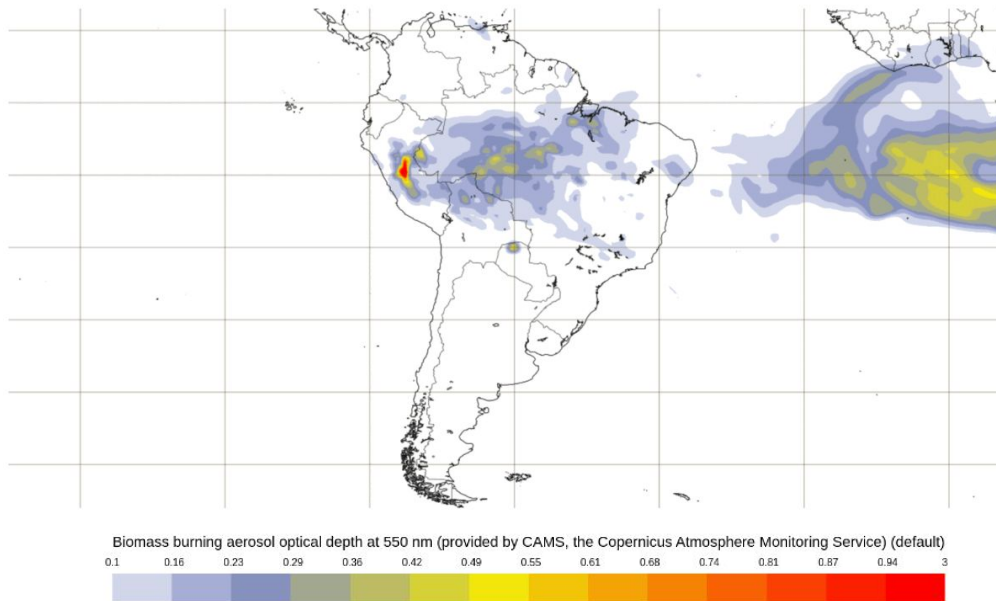 Biomass burning aerosol optical depth at 550 nm (provided by CAMS, the Copernicus Atmosphere Monitoring Service) (default)
0.1 0.16 0.23 0.29 0.36 0.42 0.49 0.55 0.61 0.68 0.74 0.81 0.87 0.94 3